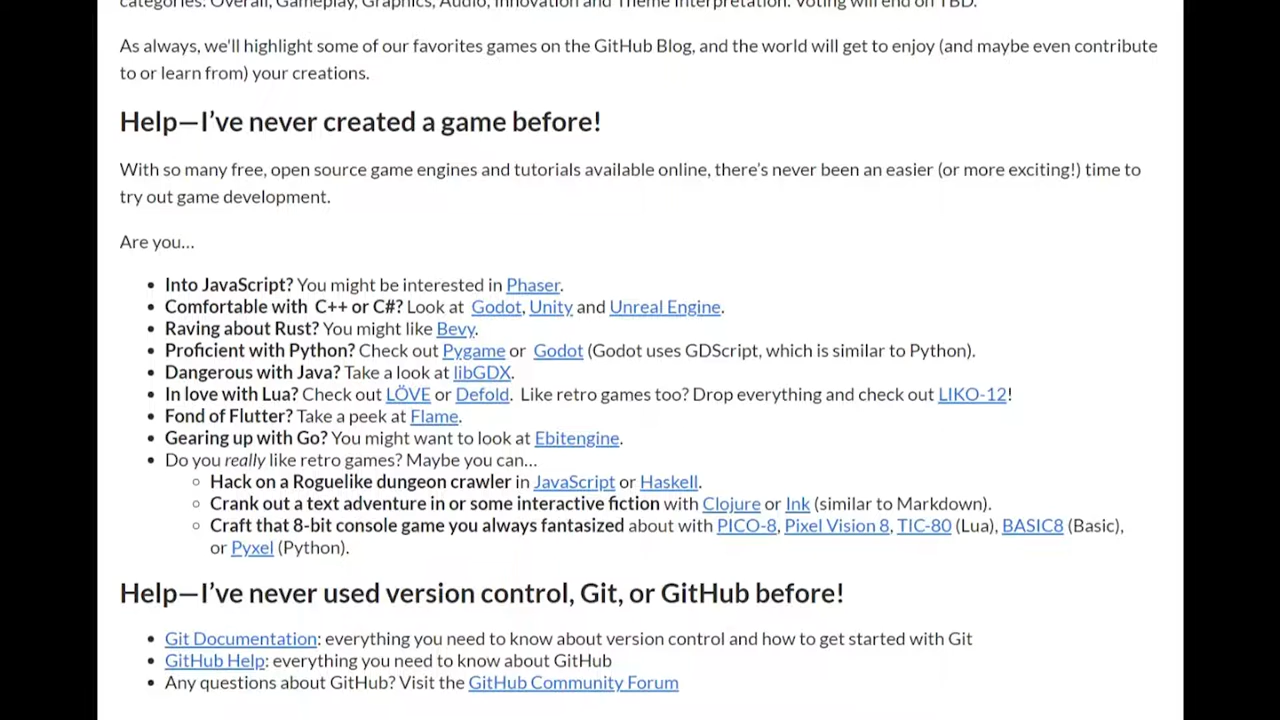 categories: Overall, Gameplay, Graphics, Audio, Innovation and Theme Interpretation. Voting will end on TBD.
As always, we'll highlight some of our favorites games on the GitHub Blog, and the world will get to enjoy (and maybe even contribute
to or learn from) your creations.
Help—I’ve never created a game before!
With so many free, open source game engines and tutorials available online, there’s never been an easier (or more exciting!) time to
try out game development.
Are you…
• Into JavaScript? You might be interested in Phaser.
• Comfortable with C++ or C#? Look at Godot, Unity and Unreal Engine.
• Raving about Rust? You might like Bevy.
• Proficient with Python? Check out Pygame or Godot (Godot uses GDScript, which is similar to Python).
• Dangerous with Java? Take a look at libGDX.
• In love with Lua? Check out LÖVE or Defold. Like retro games too? Drop everything and check out LIKO-12!
• Fond of Flutter? Take a peek at Flame.
• Gearing up with Go? You might want to look at Ebitengine.
• Do you really like retro games? Maybe you can…
◦ Hack on a Roguelike dungeon crawler in JavaScript or Haskell.
◦ Crank out a text adventure in or some interactive fiction with Clojure or Ink (similar to Markdown).
◦ Craft that 8-bit console game you always fantasized about with PICO-8, Pixel Vision 8, TIC-80 (Lua), BASIC8 (Basic),
or Pyxel (Python).
Help—I’ve never used version control, Git, or GitHub before!
• Git Documentation: everything you need to know about version control and how to get started with Git
• GitHub Help: everything you need to know about GitHub
• Any questions about GitHub? Visit the GitHub Community Forum